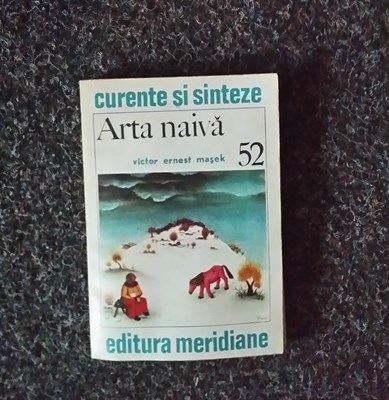 curente și sinteze
Arta naivă
victor ernest mașek
52
editura meridiane